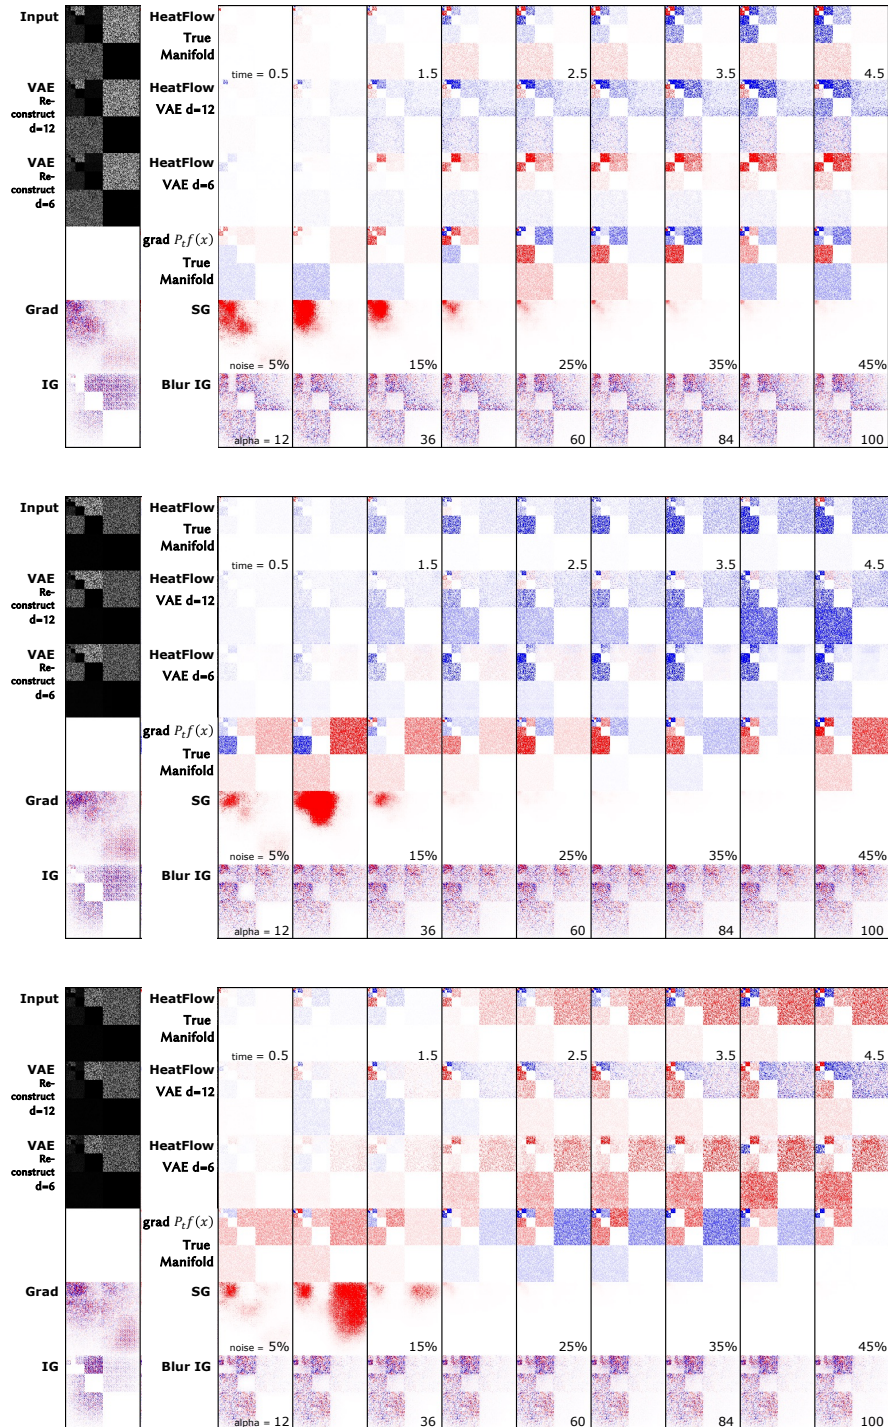 Input
HeatFlow
True
Manifold
time = 0.5 1.5 2.5 3.5 4.5
VAE
Re-
construct
d=12
HeatFlow
VAE d=12
VAE
Re-
construct
d=6
HeatFlow
VAE d=6
grad P_t f(x)
True
Manifold
Grad
SG
noise = 5% 15% 25% 35% 45%
IG
Blur IG
alpha = 12 36 60 84 100
Input
HeatFlow
True
Manifold
time = 0.5 1.5 2.5 3.5 4.5
VAE
Re-
construct
d=12
HeatFlow
VAE d=12
VAE
Re-
construct
d=6
HeatFlow
VAE d=6
grad P_t f(x)
True
Manifold
Grad
SG
noise = 5% 15% 25% 35% 45%
IG
Blur IG
alpha = 12 36 60 84 100
Input
HeatFlow
True
Manifold
time = 0.5 1.5 2.5 3.5 4.5
VAE
Re-
construct
d=12
HeatFlow
VAE d=12
VAE
Re-
construct
d=6
HeatFlow
VAE d=6
grad P_t f(x)
True
Manifold
Grad
SG
noise = 5% 15% 25% 35% 45%
IG
Blur IG
alpha = 12 36 60 84 100